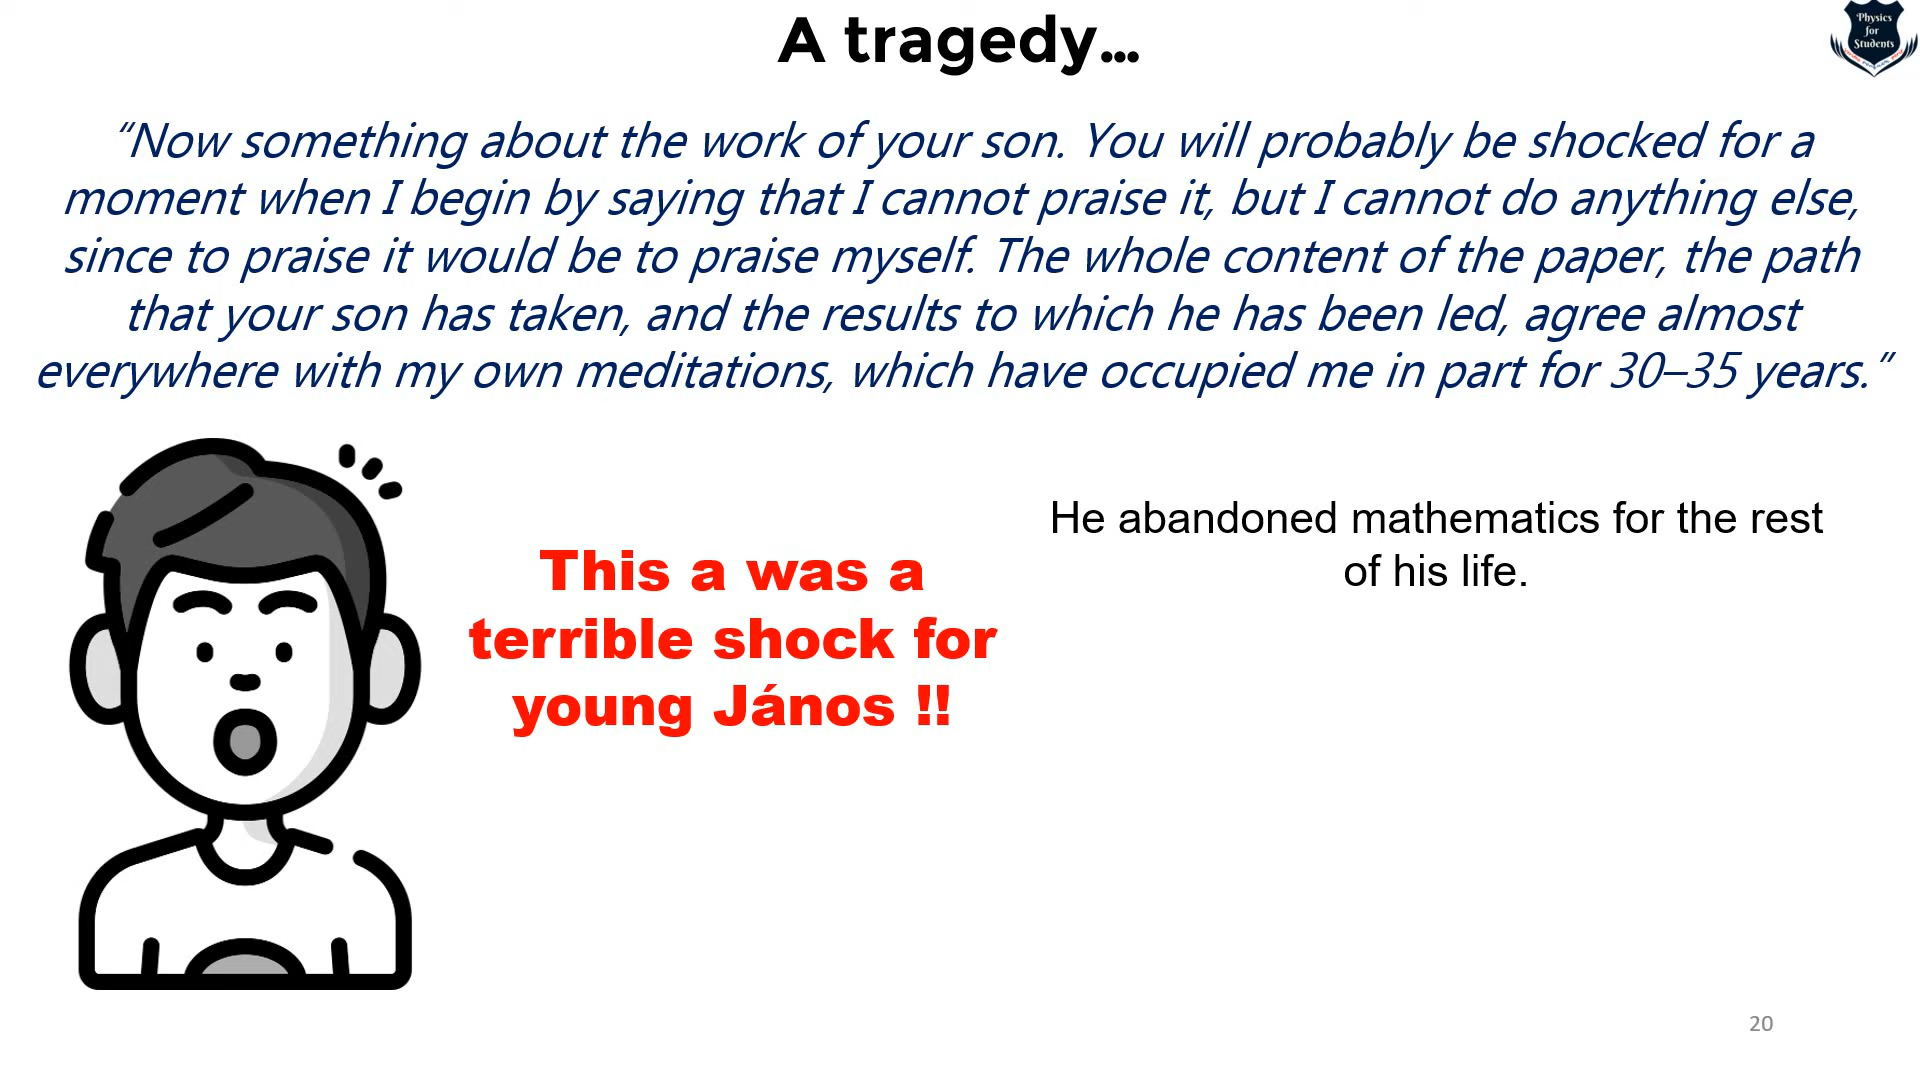 A tragedy...
Physics
for
Students
“Now something about the work of your son. You will probably be shocked for a
moment when I begin by saying that I cannot praise it, but I cannot do anything else,
since to praise it would be to praise myself. The whole content of the paper, the path
that your son has taken, and the results to which he has been led, agree almost
everywhere with my own meditations, which have occupied me in part for 30–35 years.”
This a was a
terrible shock for
young János !!
He abandoned mathematics for the rest
of his life.
20